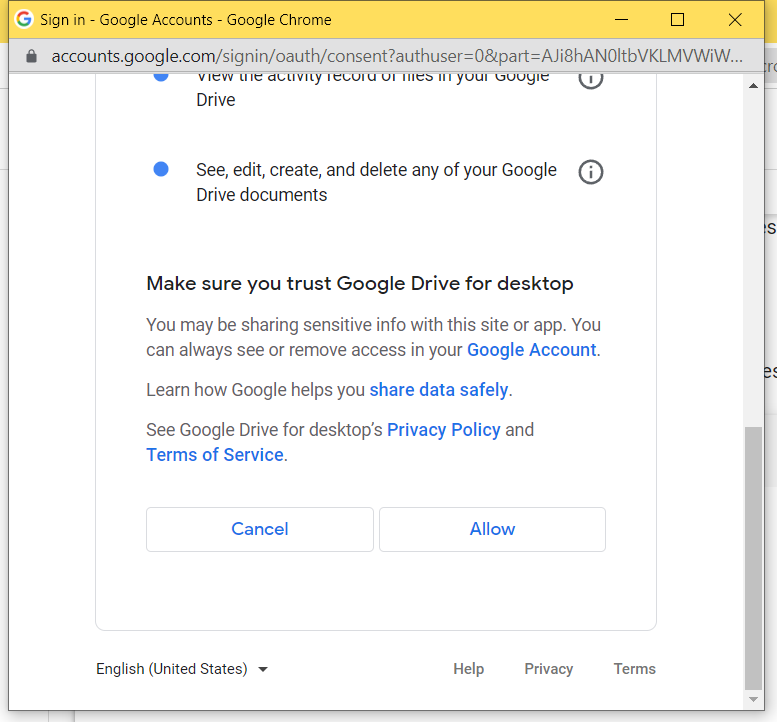 Sign in - Google Accounts - Google Chrome
accounts.google.com/signin/oauth/consent?authuser=0&part=AJi8hAN0ltbVKLMVWiW...
View the activity record of files in your Google
Drive
See, edit, create, and delete any of your Google
Drive documents
Make sure you trust Google Drive for desktop
You may be sharing sensitive info with this site or app. You
can always see or remove access in your Google Account.
Learn how Google helps you share data safely.
See Google Drive for desktop’s Privacy Policy and
Terms of Service.
Cancel Allow
English (United States) Help Privacy Terms